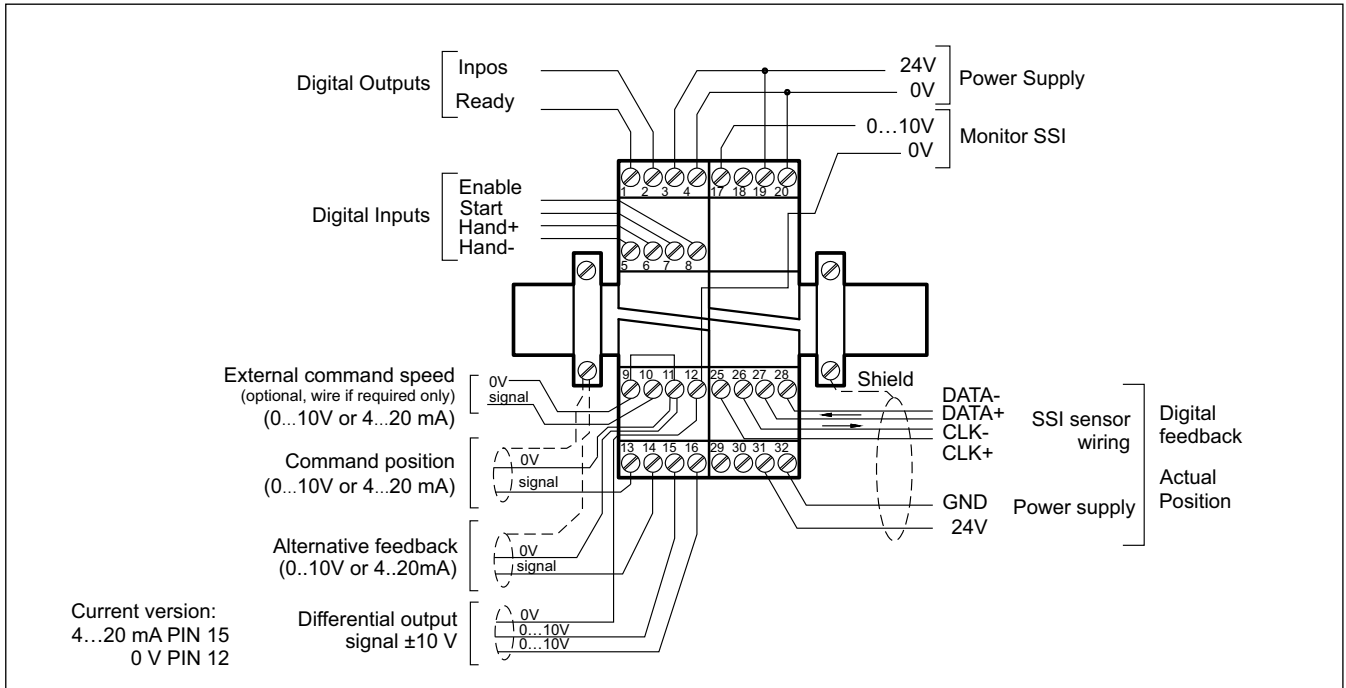 Digital Outputs
Inpos
Ready
24V
0V
Power Supply
0...10V
0V
Monitor SSI
1 2 3 4 17 18 19 20
Digital Inputs
Enable
Start
Hand+
Hand-
5 6 7 8
External command speed
(optional, wire if required only)
(0...10V or 4...20 mA)
0V
signal
9 10 11 12 25 26 27 28
Shield
DATA-
DATA+
CLK-
CLK+
SSI sensor
wiring
Digital
feedback
Actual
Position
Command position
(0...10V or 4...20 mA)
0V
signal
13 14 15 16 29 30 31 32
GND
24V
Power supply
Alternative feedback
(0..10V or 4..20mA)
0V
signal
Differential output
signal ±10 V
0V
0...10V
0...10V
Current version:
4...20 mA PIN 15
0 V PIN 12